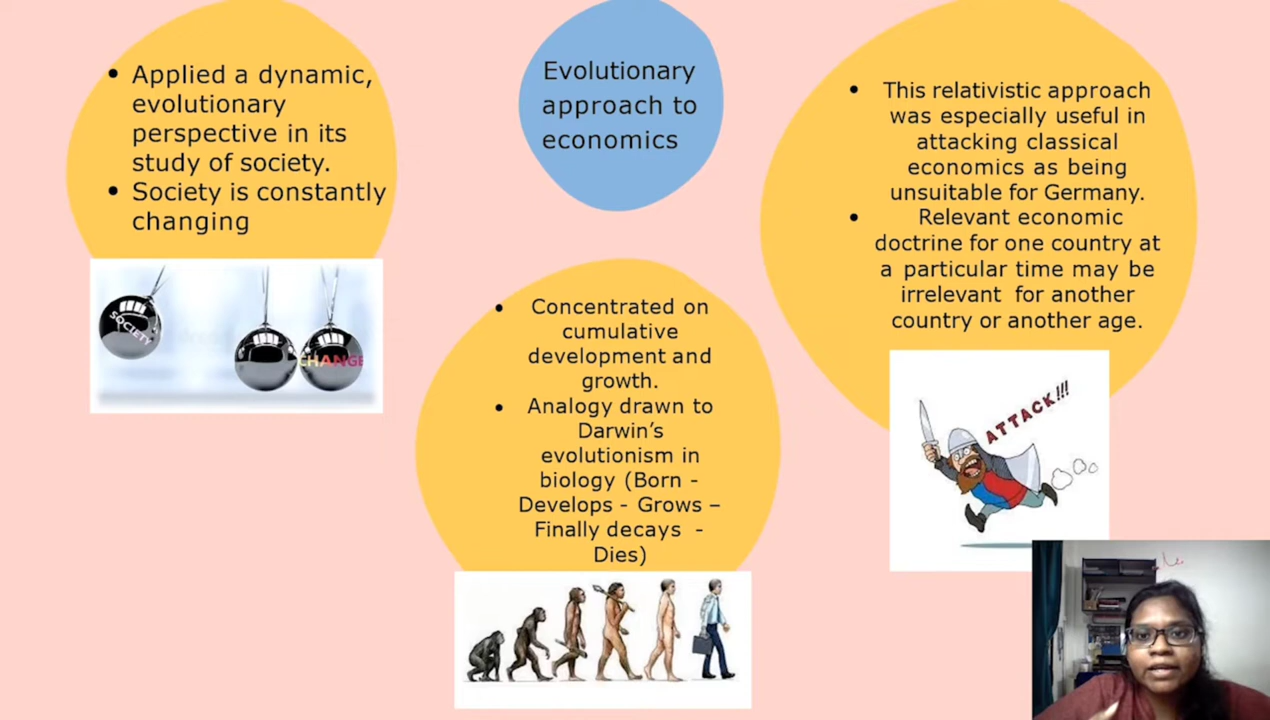 • Applied a dynamic,
evolutionary
perspective in its
study of society.
• Society is constantly
changing
SOCIETY
CHANGE
Evolutionary
approach to
economics
• Concentrated on
cumulative
development and
growth.
• Analogy drawn to
Darwin’s
evolutionism in
biology (Born -
Develops - Grows –
Finally decays -
Dies)
• This relativistic approach
was especially useful in
attacking classical
economics as being
unsuitable for Germany.
• Relevant economic
doctrine for one country at
a particular time may be
irrelevant for another
country or another age.
ATTACK!!!